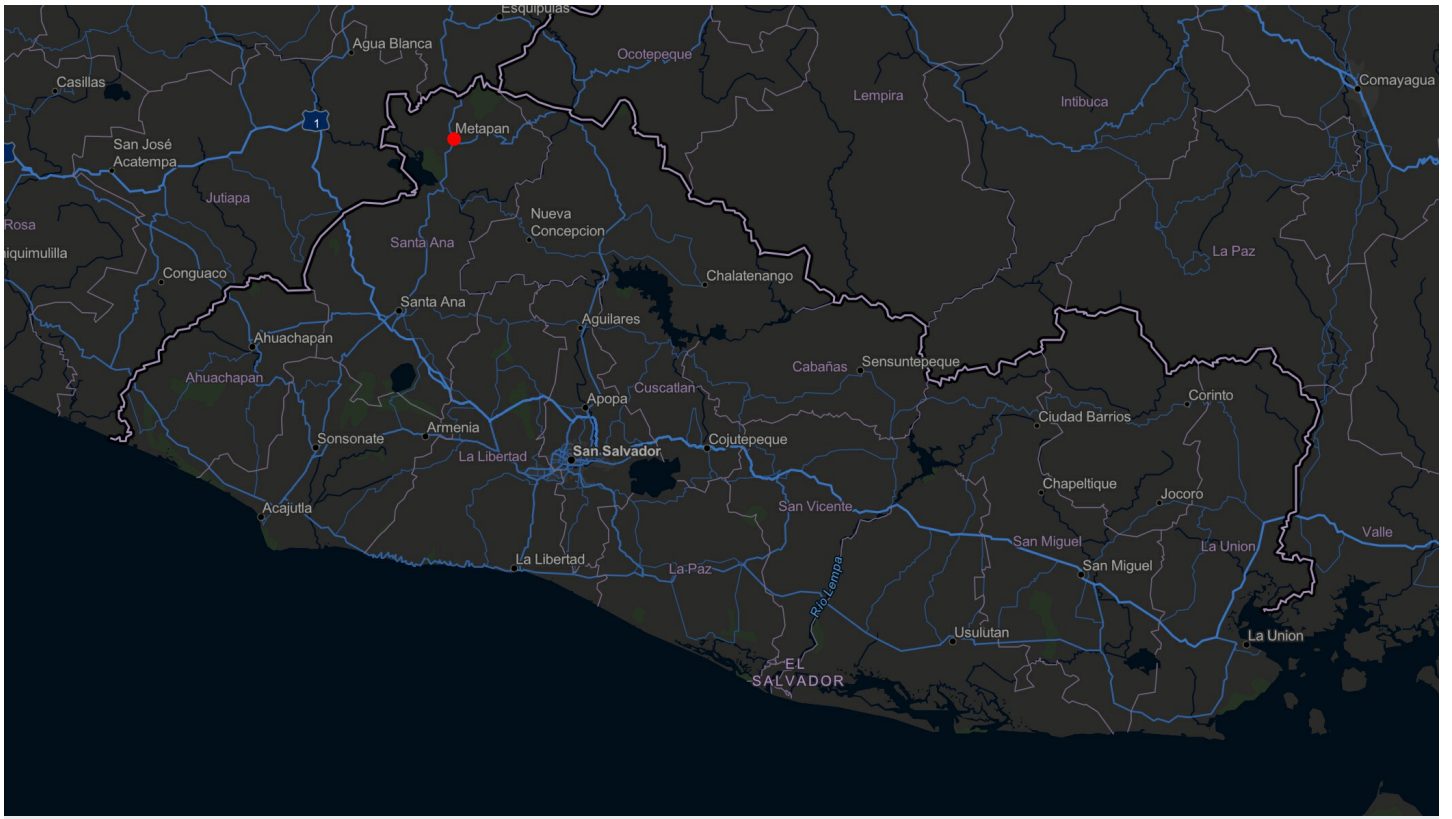 Esquipulas
Agua Blanca
Ocotepeque
Casillas
Lempira
Intibuca
Comayagua
1
Metapan
San José
Acatempa
Jutiapa
Rosa
Nueva
Concepcion
Santa Ana
La Paz
iquimulilla
Conguaco
Chalatenango
Santa Ana
Aguilares
Ahuachapan
Cabañas
Sensuntepeque
Ahuachapan
Cuscatlan
Apopa
Corinto
Ciudad Barrios
Armenia
Sonsonate
Cojutepeque
San Salvador
La Libertad
Chapeltique
Jocoro
Acajutla
San Vicente
Valle
San Miguel
La Union
La Libertad
La Paz
San Miguel
Rio Lempa
Usulutan
La Union
EL
SALVADOR